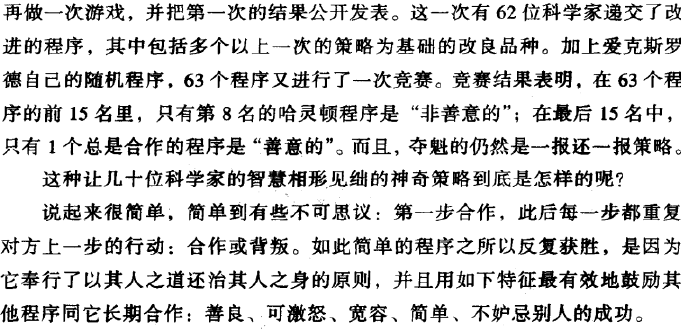 再做一次游戏，并把第一次的结果公开发表。这一次有62位科学家递交了改
进的程序，其中包括多个以上一次的策略为基础的改良品种。加上爱克斯罗
德自己的随机程序，63个程序又进行了一次竞赛。竞赛结果表明，在63个程
序的前15名里，只有第8名的哈灵顿程序是“非善意的”；在最后15名中，
只有1个总是合作的程序是“善意的”。而且，夺魁的仍然是一报还一报策略。
这种让几十位科学家的智慧相形见绌的神奇策略到底是怎样的呢？
说起来很简单，简单到有些不可思议：第一步合作，此后每一步都重复
对方上一步的行动：合作或背叛。如此简单的程序之所以反复获胜，是因为
它奉行了以其人之道还治其人之身的原则，并且用如下特征最有效地鼓励其
他程序同它长期合作：善良、可激怒、宽容、简单、不妒忌别人的成功。